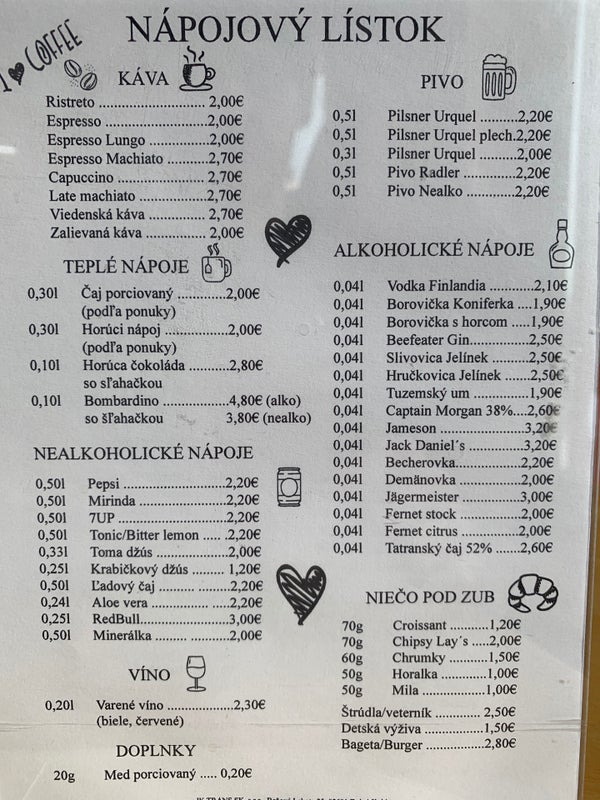 NÁPOJOVÝ LÍSTOK
I ♥ COFFEE
KÁVA
Ristreto ........................ 2,00€
Espresso ........................2,00€
Espresso Lungo ...............2,00€
Espresso Machiato ..........2,70€
Capuccino .....................2,70€
Late machiato .................2,70€
Viedenská káva ............... 2,70€
Zalievaná káva ............... 2,00€
TEPLÉ NÁPOJE
0,30l Čaj porciovaný ............2,00€
(podľa ponuky)
0,30l Horúci nápoj ..............2,00€
(podľa ponuky)
0,10l Horúca čokoláda ..........2,80€
so sľahačkou
0,10l Bombardino ...............4,80€ (alko)
so šľahačkou 3,80€ (nealko)
NEALKOHOLICKÉ NÁPOJE
0,50l Pepsi .........................2,20€
0,50l Mirinda .....................2,20€
0,50l 7UP ..........................2,20€
0,50l Tonic/Bitter lemon ..... .2,20€
0,33l Toma džús .................2,00€
0,25l Krabičkový džús ......... 1,20€
0,50l Ľadový čaj ......... .........2,20€
0,24l Aloe vera .............. .....2,20€
0,25l RedBull.....................3,00€
0,50l Minerálka ......... .........2,00€
VÍNO
0,20l Varené víno ....................2,30€
(biele, červené)
DOPLNKY
20g Med porciovaný ..... 0,20€
PIVO
0,5l Pilsner Urquel ..........2,20€
0,5l Pilsner Urquel plech.2,20€
0,3l Pilsner Urquel ..........2,00€
0,5l Pivo Radler ..............2,20€
0,5l Pivo Nealko .............2,20€
ALKOHOLICKÉ NÁPOJE
0,04l Vodka Finlandia ............2,10€
0,04l Borovička Koniferka ....1,90€
0,04l Borovička s horcom .....1,90€
0,04l Beefeater Gin...............2,50€
0,04l Slivovica Jelínek ..........2,50€
0,04l Hruškovica Jelínek .......2,50€
0,04l Tuzemský um .............1,90€
0,04l Captain Morgan 38%....2,60€
0,04l Jameson ......................3,20€
0,04l Jack Daniel´s ...............3,20€
0,04l Becherovka.................2,20€
0,04l Demänovka .................2,00€
0,04l Jägermeister ...............3,00€
0,04l Fernet stock ................2,00€
0,04l Fernet citrus ...............2,00€
0,04l Tatranský čaj 52% .......2,60€
NIEČO POD ZUB
70g Croissant ..........1,20€
70g Chipsy Lay´s .....2,00€
60g Chrumky ..........1,50€
50g Horalka .............1,00€
50g Mila ..................1,00€
Štrúdla/veterník ............. 2,50€
Detská výživa ..................1,50€
Bageta/Burger .................2,80€